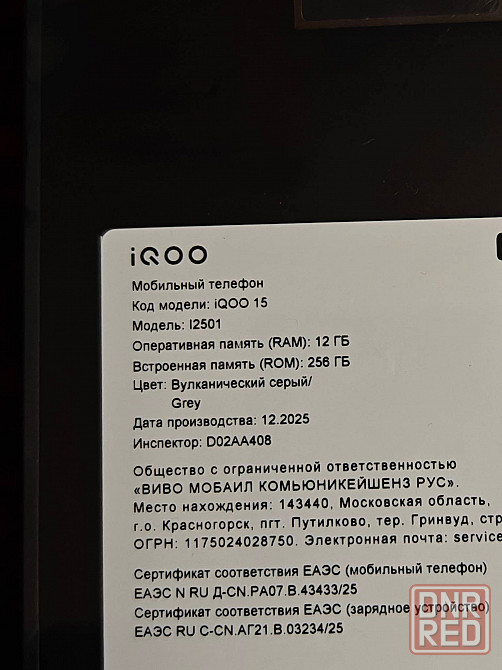 iQOO
Мобильный телефон
Код модели: iQOO 15
Модель: I2501
Оперативная память (RAM): 12 ГБ
Встроенная память (ROM): 256 ГБ
Цвет: Вулканический серый/
Grey
Дата производства: 12.2025
Инспектор: D02AA408
Общество с ограниченной ответственностью
«ВИВО МОБАИЛ КОМЬЮНИКЕЙШЕНЗ РУС».
Место нахождения: 143440, Московская область,
г.о. Красногорск, пгт. Путилково, тер. Гринвуд, стр
ОГРН: 1175024028750. Электронная почта: service
Сертификат соответствия ЕАЭС (мобильный телефон)
ЕАЭС N RU Д-CN.РА07.В.43433/25
Сертификат соответствия ЕАЭС (зарядное устройство)
ЕАЭС RU С-CN.АГ21.В.03234/25
DNR
RED